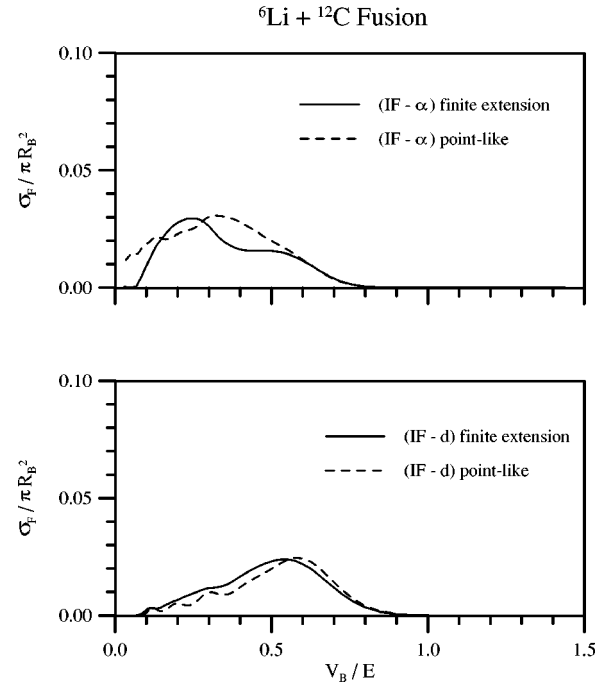 ⁶Li + ¹²C Fusion
0.10
(IF - α) finite extension
(IF - α) point-like
σF / π RB²
0.05
0.00
0.10
(IF - d) finite extension
(IF - d) point-like
σF / π RB²
0.05
0.00
0.0 0.5 1.0 1.5
VB / E